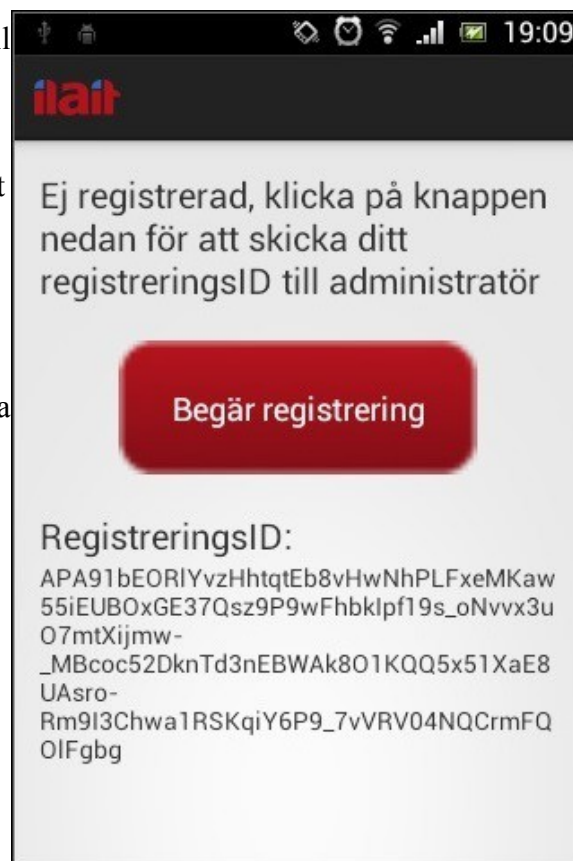 19:09
ilait
Ej registrerad, klicka på knappen
nedan för att skicka ditt
registreringsID till administratör
Begär registrering
RegistreringsID:
APA91bEORlYvzHhtqtEb8vHwNhPLFxeMKaw
55iEUBOxGE37Qsz9P9wFhbkIpf19s_oNvvx3u
O7mtXijmw-
_MBcoc52DknTd3nEBWAk8O1KQQ5x51XaE8
UAsro-
Rm9I3Chwa1RSKqiY6P9_7vVRV04NQCrmFQ
OlFgbg